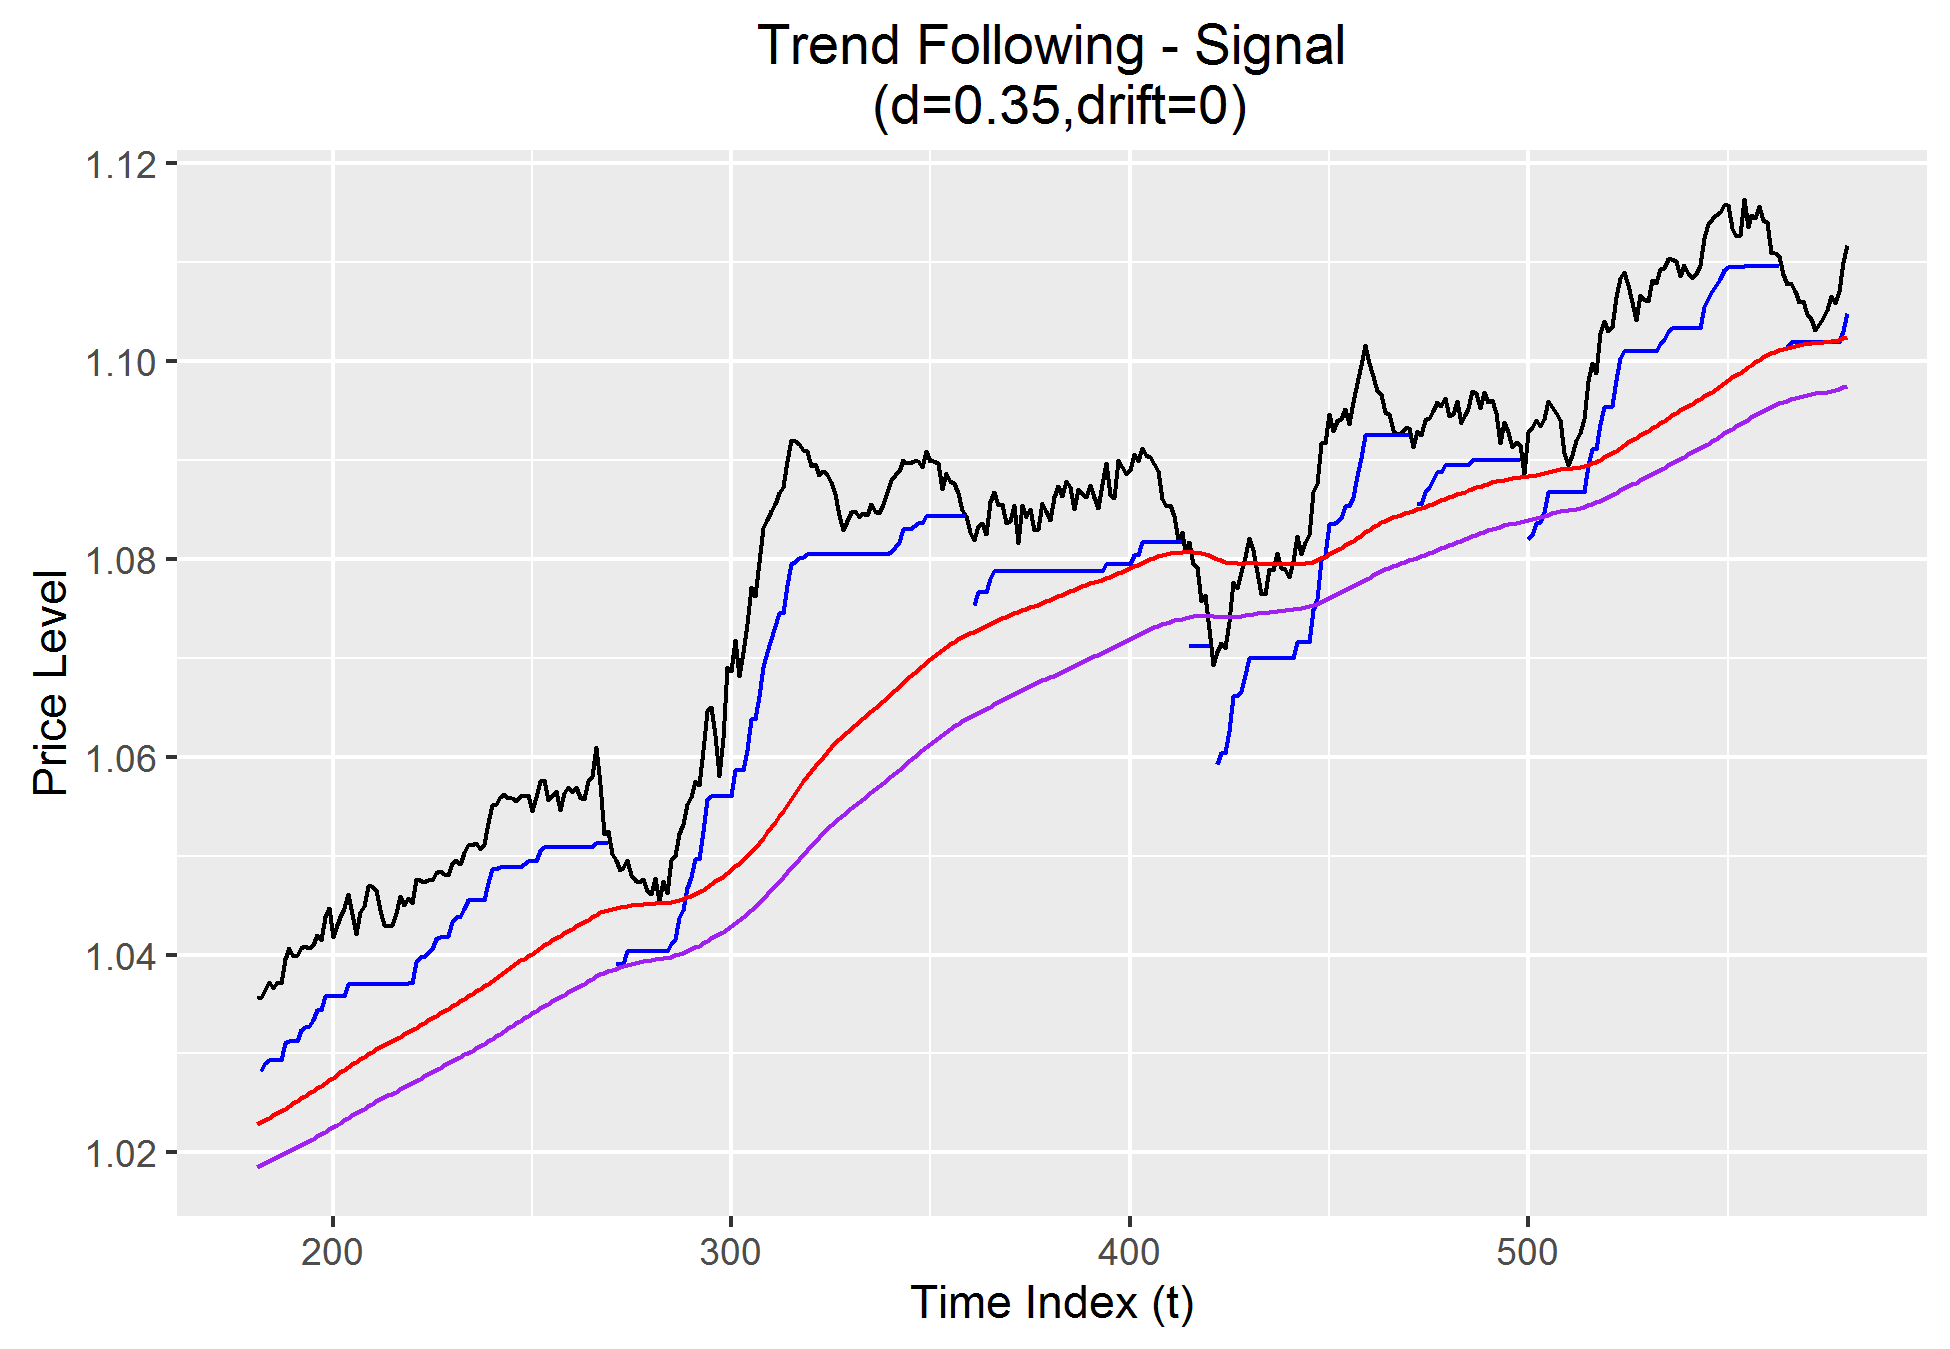 Trend Following - Signal
(d=0.35,drift=0)
1.12
1.10
1.08
1.06
1.04
1.02
Price Level
200
300
400
500
Time Index (t)